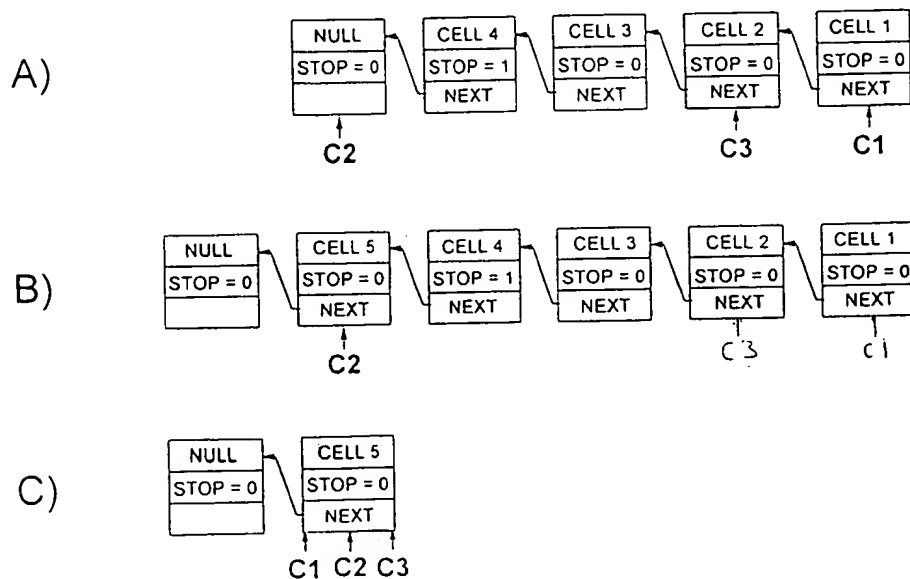 A)
NULL CELL 4 CELL 3 CELL 2 CELL 1
STOP = 0 STOP = 1 STOP = 0 STOP = 0 STOP = 0
NEXT NEXT NEXT NEXT
C2 C3 C1
B)
NULL CELL 5 CELL 4 CELL 3 CELL 2 CELL 1
STOP = 0 STOP = 0 STOP = 1 STOP = 0 STOP = 0 STOP = 0
NEXT NEXT NEXT NEXT NEXT
C2 C3 C1
C)
NULL CELL 5
STOP = 0 STOP = 0
NEXT
C1 C2 C3